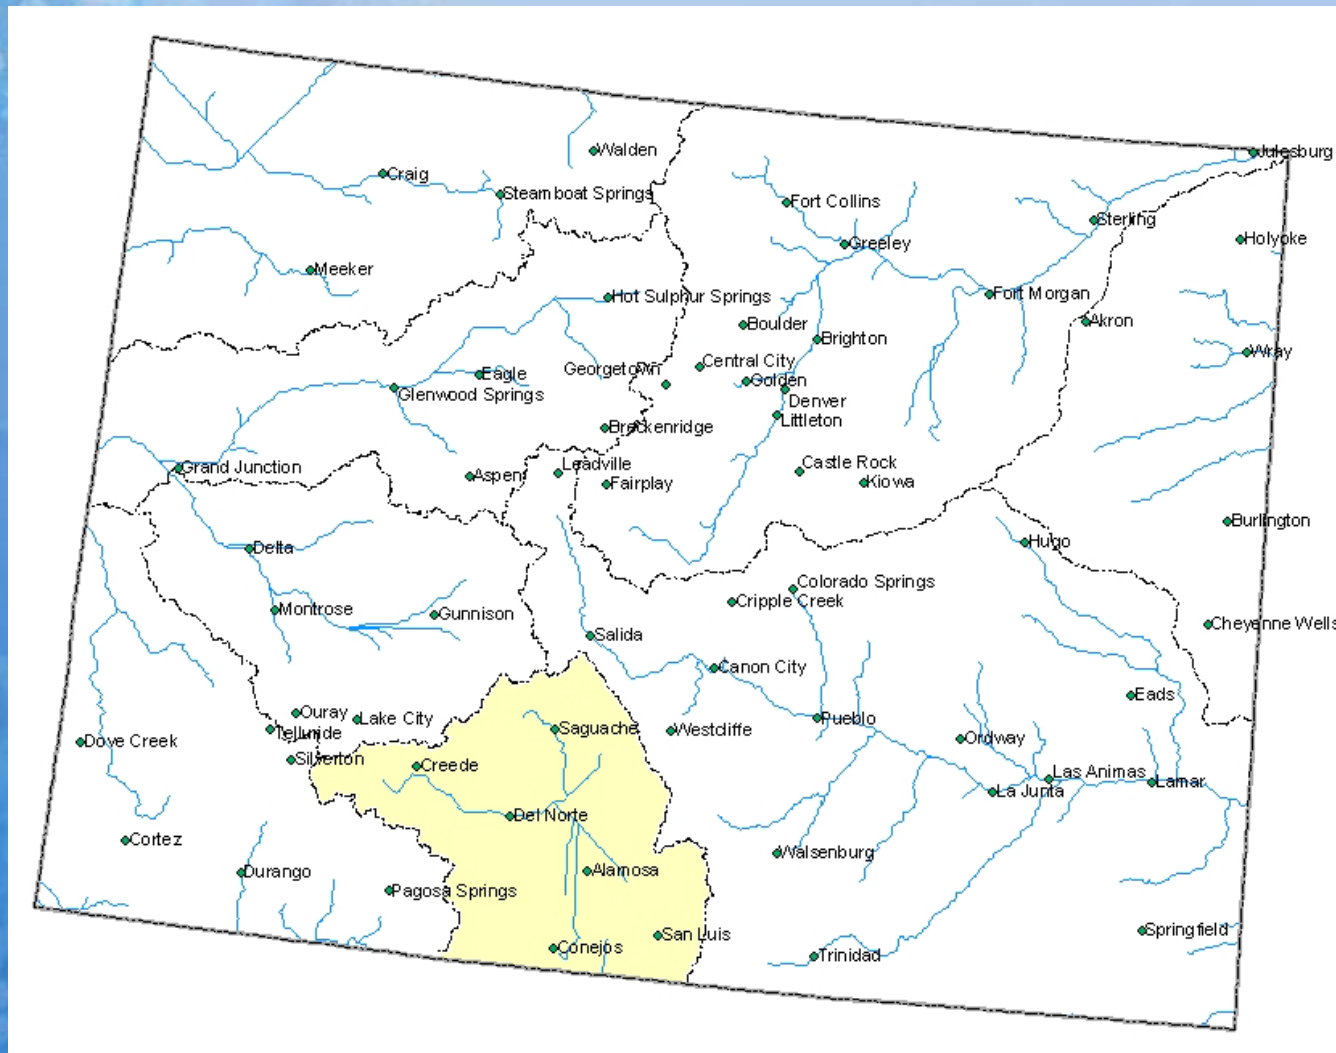 Julesburg
Walden
Craig
Steamboat Springs
Fort Collins
Sterling
Holyoke
Greeley
Meeker
Hot Sulphur Springs
Fort Morgan
Boulder
Akron
Brighton
Wray
Georgetown
Central City
Eagle
Golden
Glenwood Springs
Denver
Littleton
Breckenridge
Grand Junction
Aspen
Leadville
Castle Rock
Fairplay
Kiowa
Burlington
Delta
Hugo
Colorado Springs
Cripple Creek
Montrose
Gunnison
Cheyenne Wells
Salida
Canon City
Eads
Ouray
Lake City
Pueblo
Telluride
Saguache
Westcliffe
Ordway
Dove Creek
Silverton
Creede
Las Animas
Lamar
La Junta
Del Norte
Cortez
Walsenburg
Durango
Alamosa
Pagosa Springs
Springfield
San Luis
Conejos
Trinidad